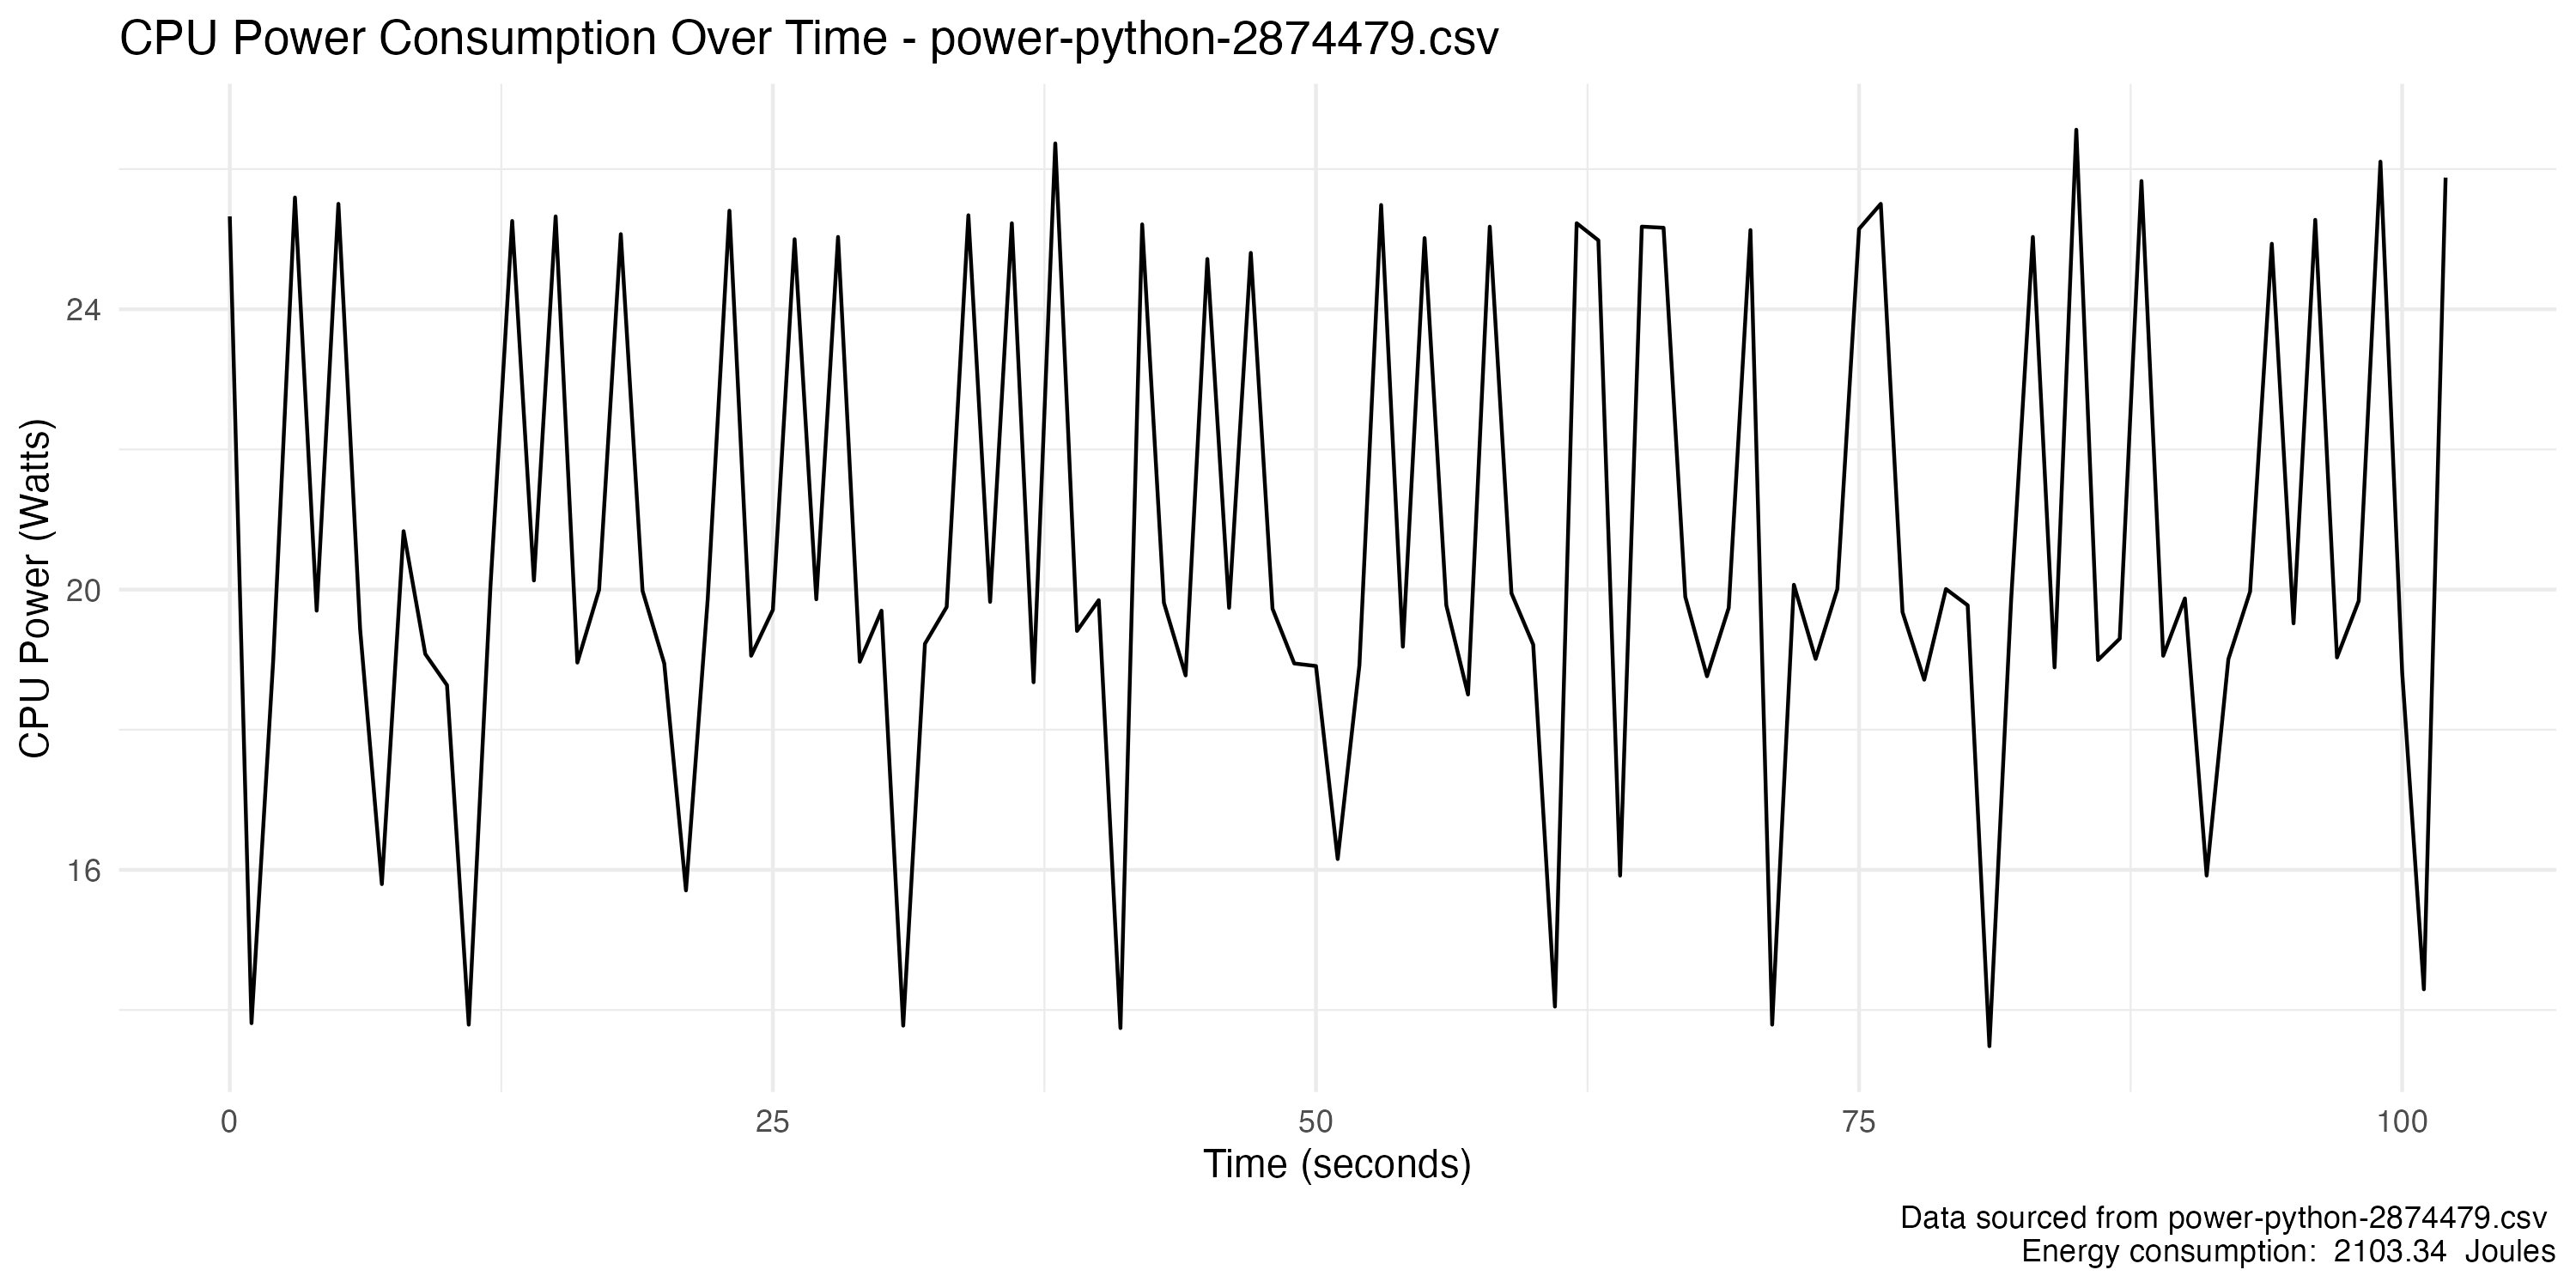 CPU Power Consumption Over Time - power-python-2874479.csv
CPU Power (Watts)
24
20
16
0 25 50 75 100
Time (seconds)
Data sourced from power-python-2874479.csv
Energy consumption:  2103.34  Joules